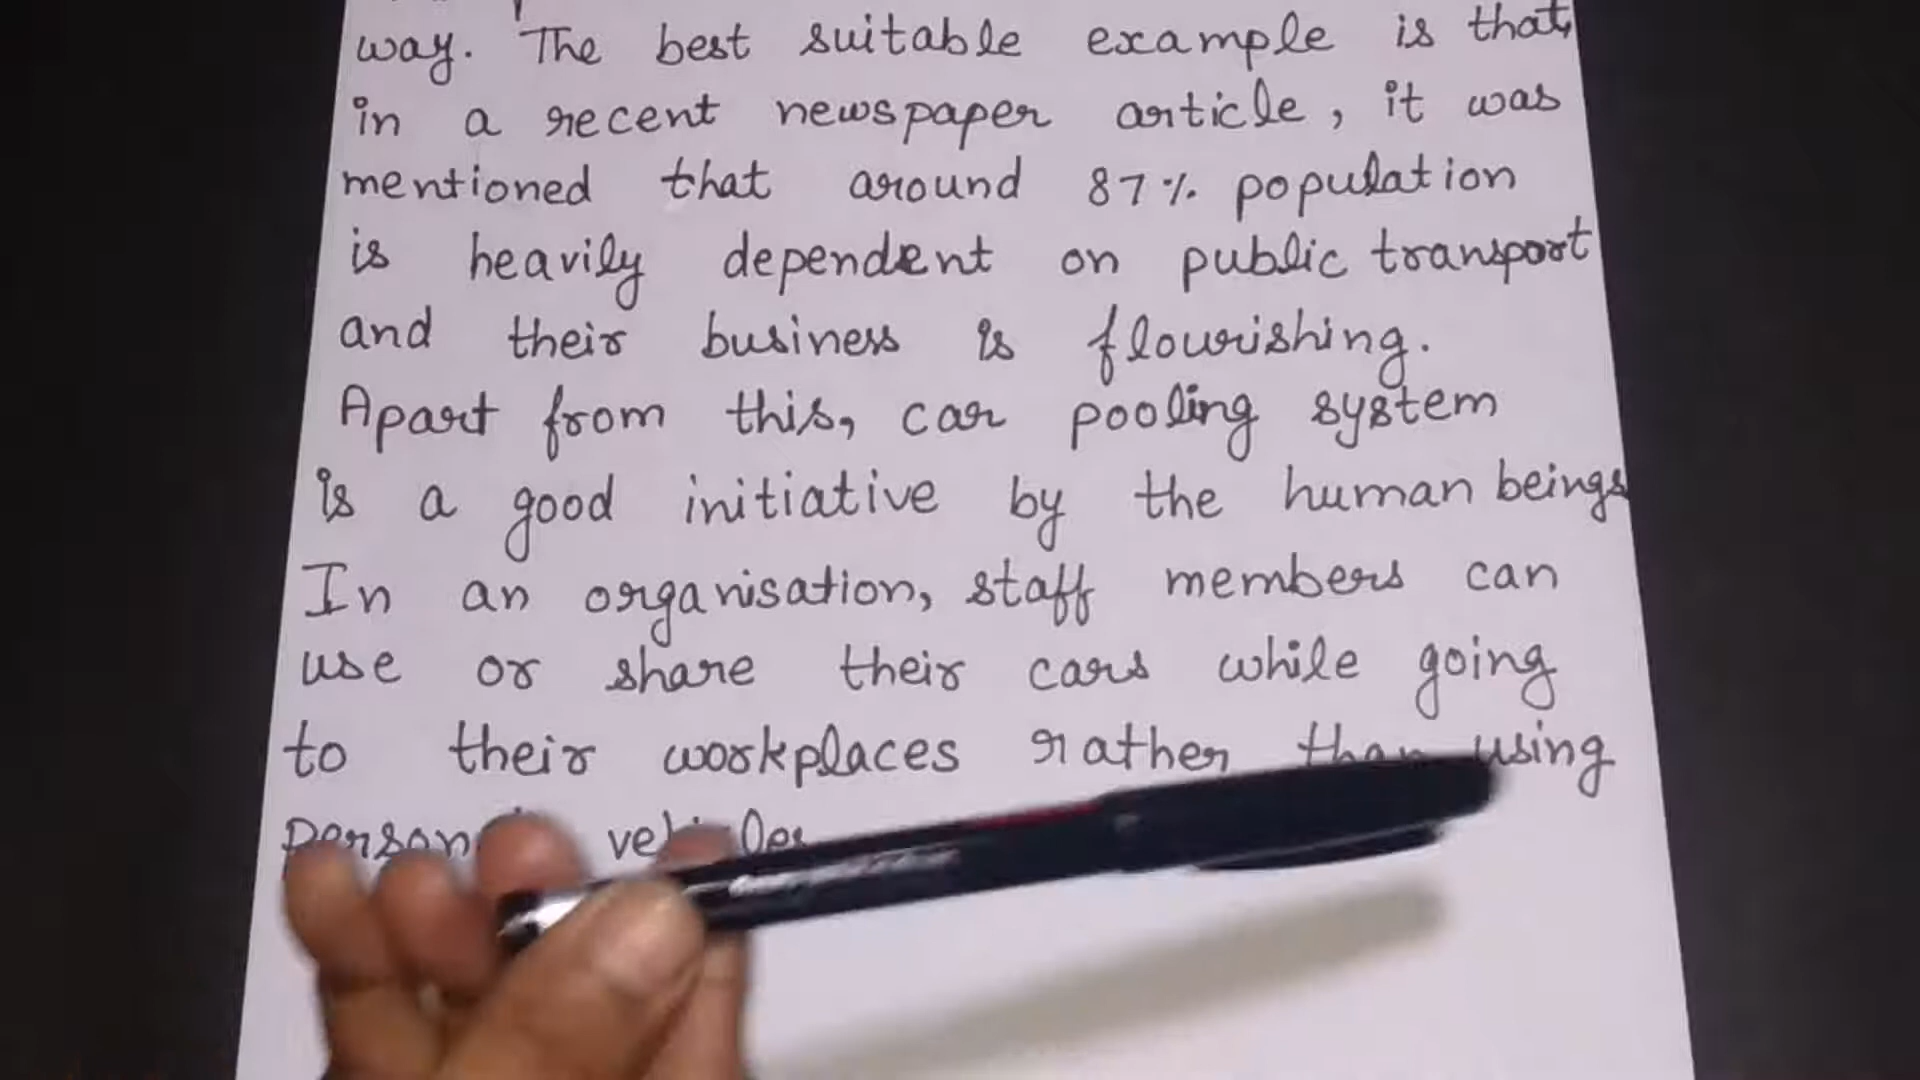 way. The best suitable example is that,
in a recent newspaper article, it was
mentioned that around 87% population
is heavily dependent on public transport
and their business is flourishing.
Apart from this, car pooling system
is a good initiative by the human beings
In an organisation, staff members can
use or share their cars while going
to their workplaces rather than using
vehicles